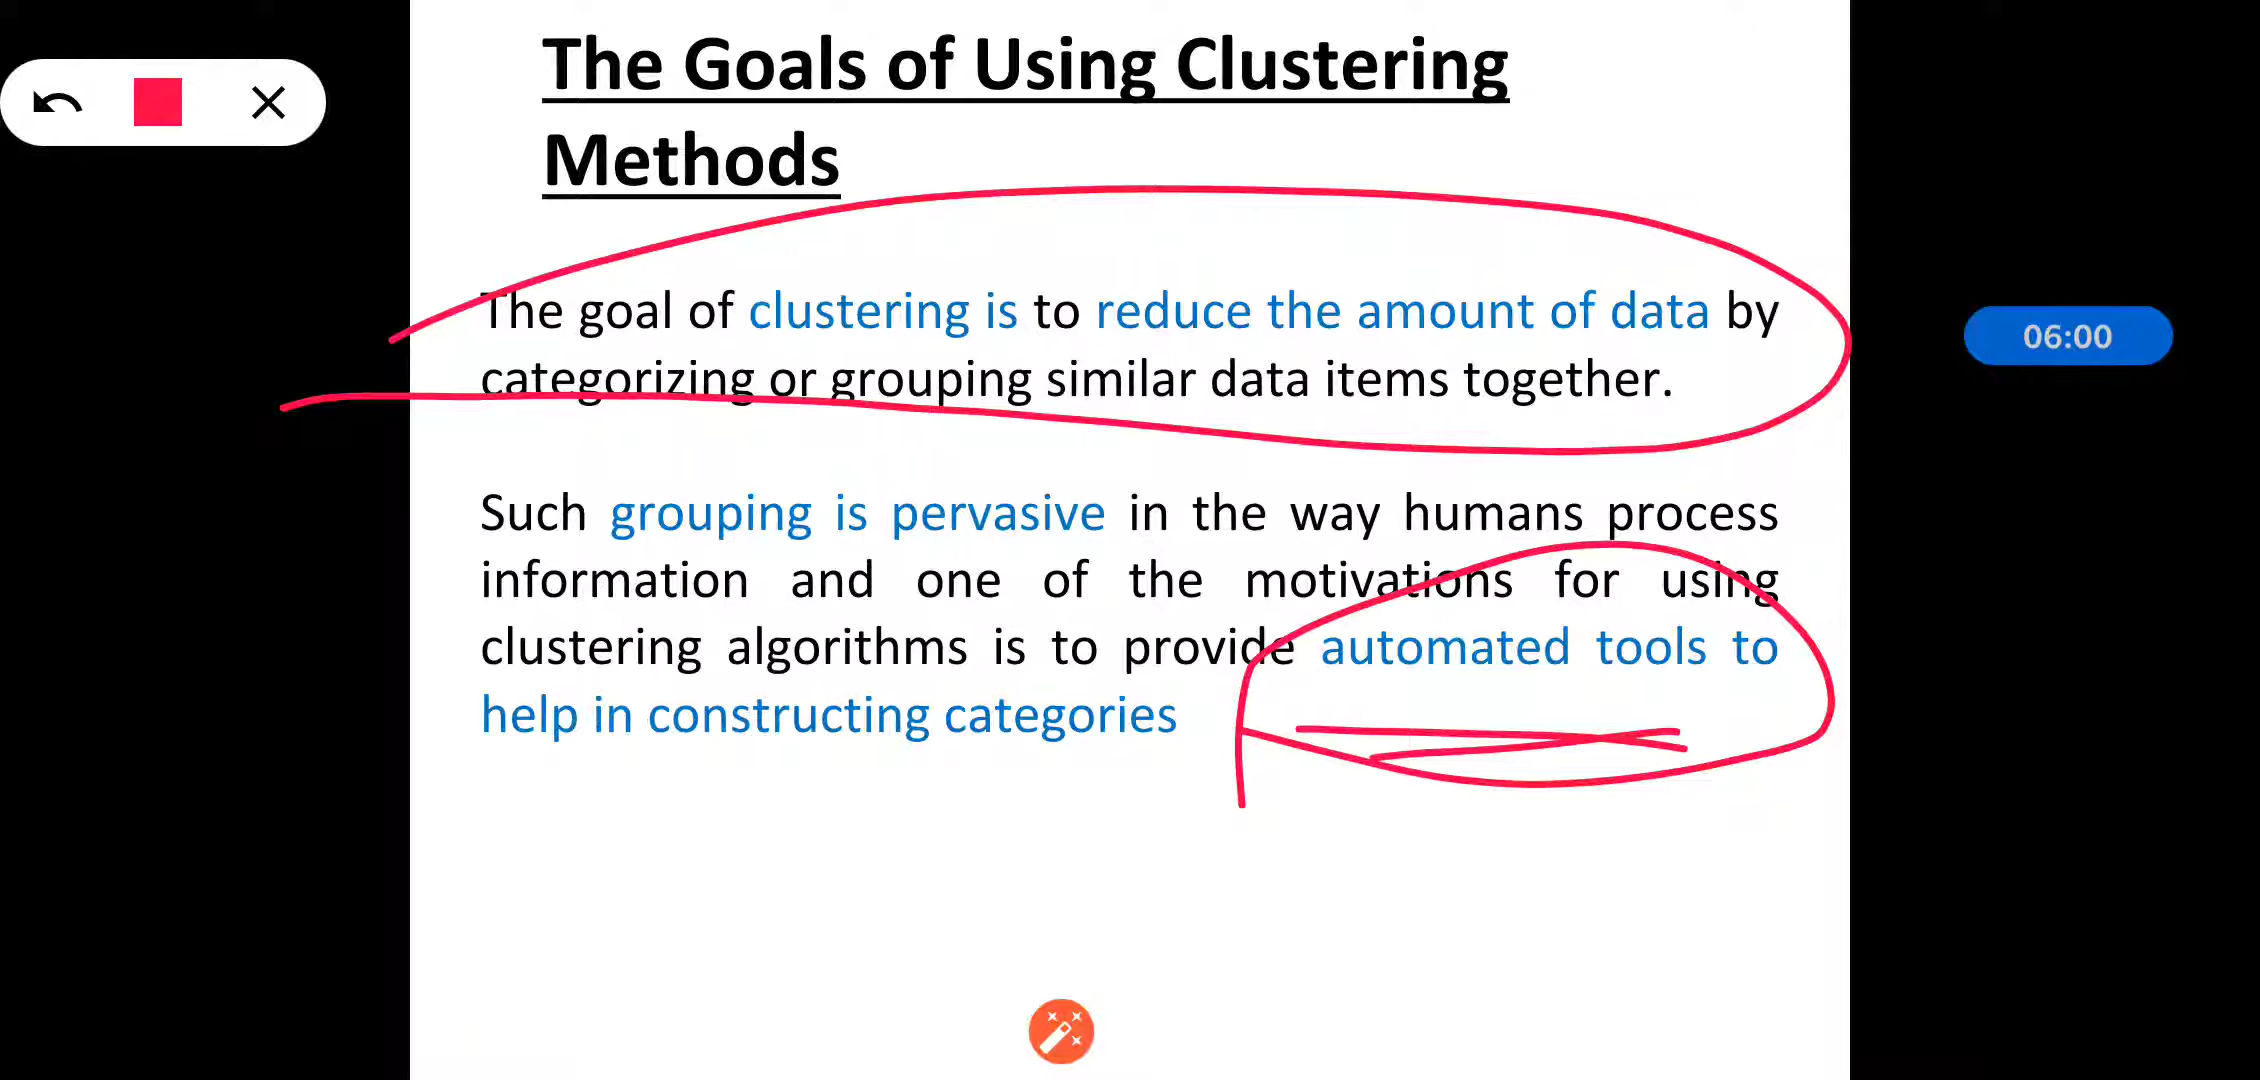 The Goals of Using Clustering
Methods
The goal of clustering is to reduce the amount of data by
categorizing or grouping similar data items together.
06:00
Such grouping is pervasive in the way humans process
information and one of the motivations for using
clustering algorithms is to provide automated tools to
help in constructing categories